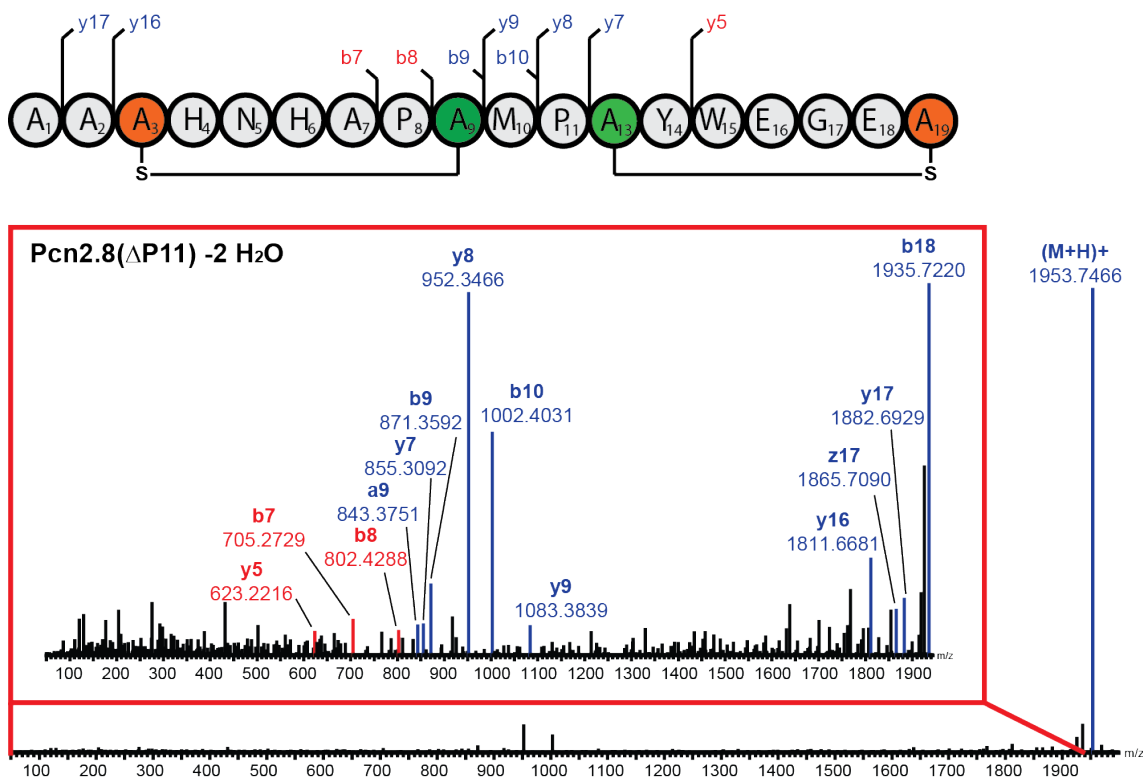 y17 y16 y9 y8 y7 y5
b7 b8 b9 b10
A1 A2 A3 H4 N5 H6 A7 P8 A9 M10 P11 A13 Y14 W15 E16 G17 E18 A19
S S
Pcn2.8(ΔP11) -2 H2O
y8
952.3466
b18
1935.7220
(M+H)+
1953.7466
b9
871.3592
b10
1002.4031
y7
855.3092
y17
1882.6929
a9
843.3751
z17
1865.7090
b7
705.2729
b8
802.4288
y16
1811.6681
y5
623.2216
y9
1083.3839
m/z
100 200 300 400 500 600 700 800 900 1000 1100 1200 1300 1400 1500 1600 1700 1800 1900
m/z
100 200 300 400 500 600 700 800 900 1000 1100 1200 1300 1400 1500 1600 1700 1800 1900